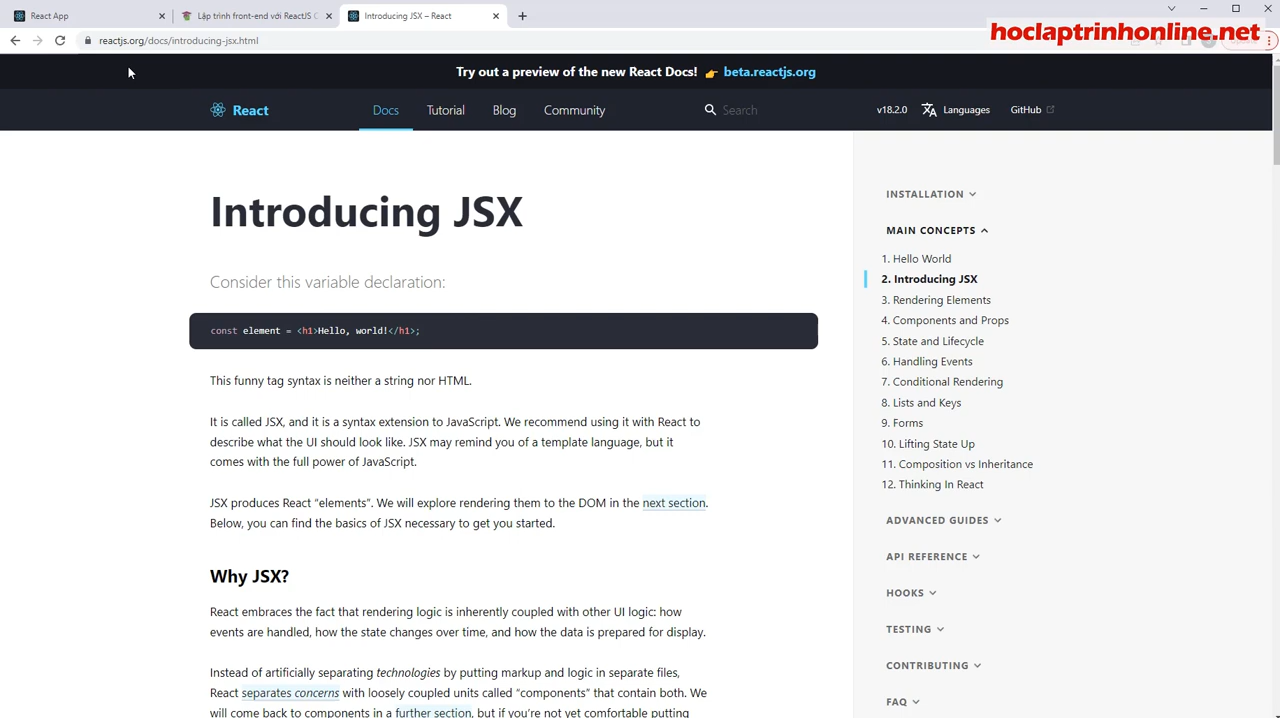 React App
Lập trình front-end với ReactJS C
Introducing JSX – React
reactjs.org/docs/introducing-jsx.html
hoclaptrinhonline.net
Try out a preview of the new React Docs! 👉 beta.reactjs.org
React
Docs
Tutorial
Blog
Community
Search
v18.2.0
Languages
GitHub
Introducing JSX
Consider this variable declaration:
const element = <h1>Hello, world!</h1>;
This funny tag syntax is neither a string nor HTML.
It is called JSX, and it is a syntax extension to JavaScript. We recommend using it with React to
describe what the UI should look like. JSX may remind you of a template language, but it
comes with the full power of JavaScript.
JSX produces React “elements”. We will explore rendering them to the DOM in the next section.
Below, you can find the basics of JSX necessary to get you started.
Why JSX?
React embraces the fact that rendering logic is inherently coupled with other UI logic: how
events are handled, how the state changes over time, and how the data is prepared for display.
Instead of artificially separating technologies by putting markup and logic in separate files,
React separates concerns with loosely coupled units called “components” that contain both. We
will come back to components in a further section, but if you’re not yet comfortable putting
INSTALLATION
MAIN CONCEPTS
1. Hello World
2. Introducing JSX
3. Rendering Elements
4. Components and Props
5. State and Lifecycle
6. Handling Events
7. Conditional Rendering
8. Lists and Keys
9. Forms
10. Lifting State Up
11. Composition vs Inheritance
12. Thinking In React
ADVANCED GUIDES
API REFERENCE
HOOKS
TESTING
CONTRIBUTING
FAQ